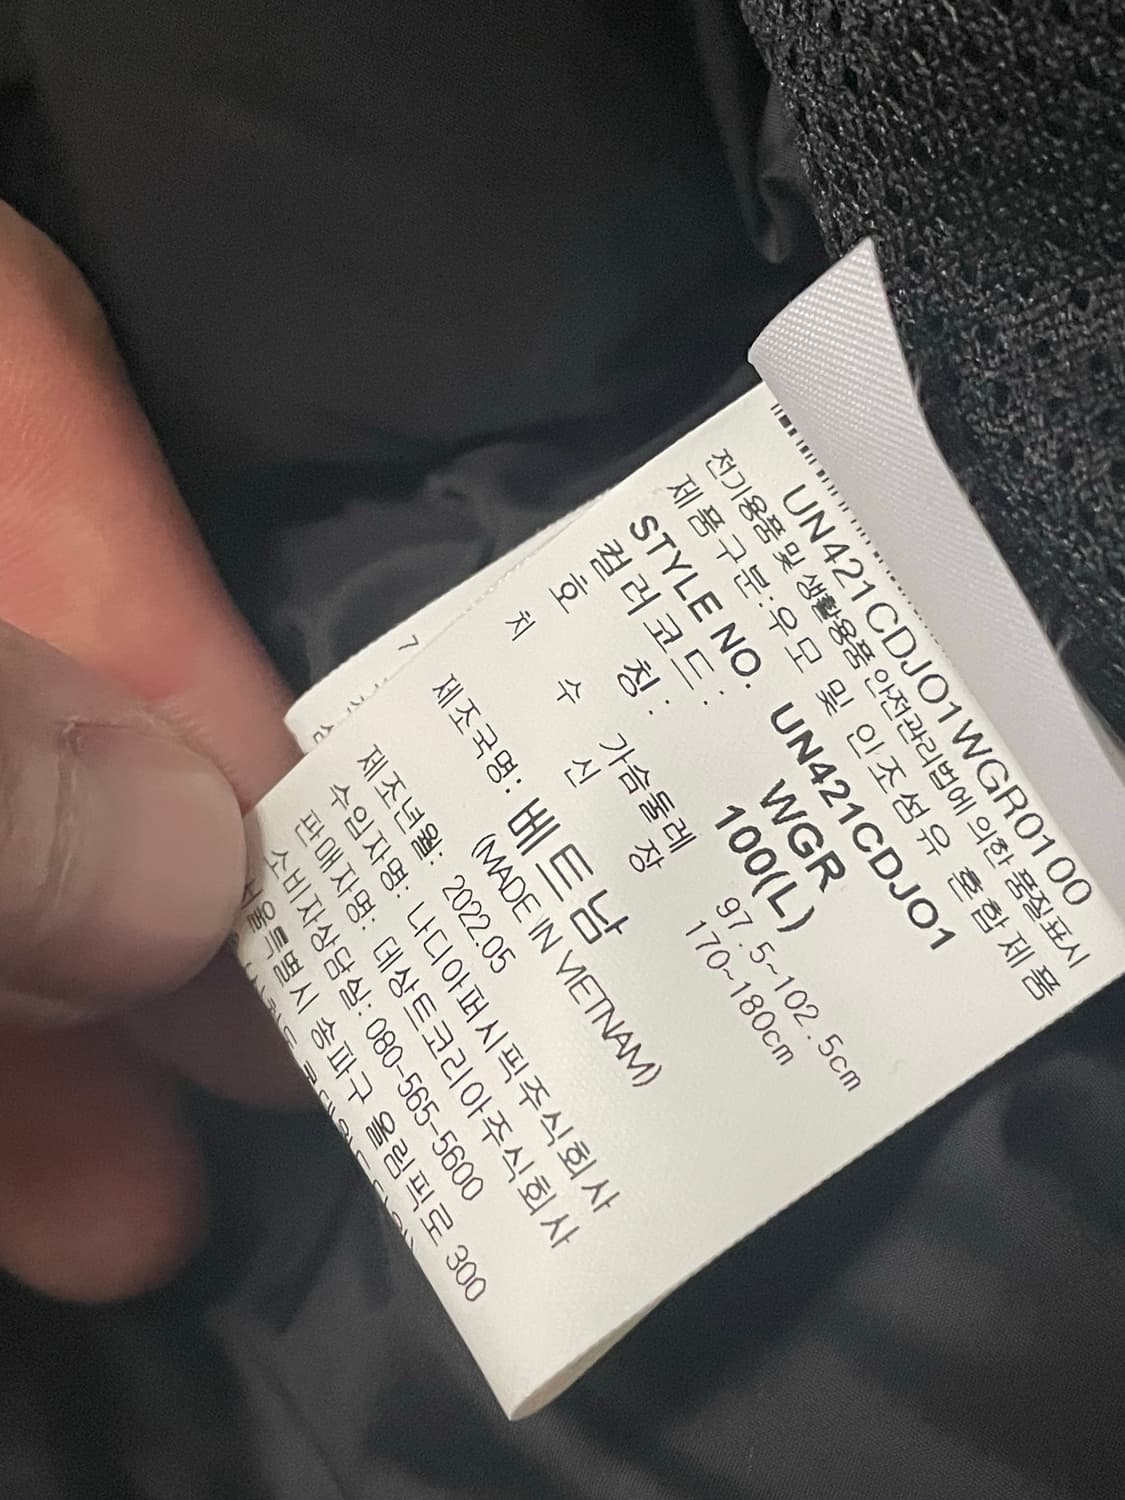 UN421CDJO1WGR0100
전기용품 및 생활용품 안전관리법에 의한 품질표시
제품구분:우모 및 인조섬유 혼합제품
STYLE NO. UN421CDJO1
컬러코드: WGR
호칭: 100(L)
치수 가슴둘레 97.5~102.5cm
신장 170~180cm
제조국명: 베트남
(MADE IN VIETNAM)
제조년월: 2022.05
수입자명: 나디아퍼시픽주식회사
판매자명: 데상트코리아주식회사
소비자상담실: 080-565-5600
서울특별시 송파구 올림픽로 300